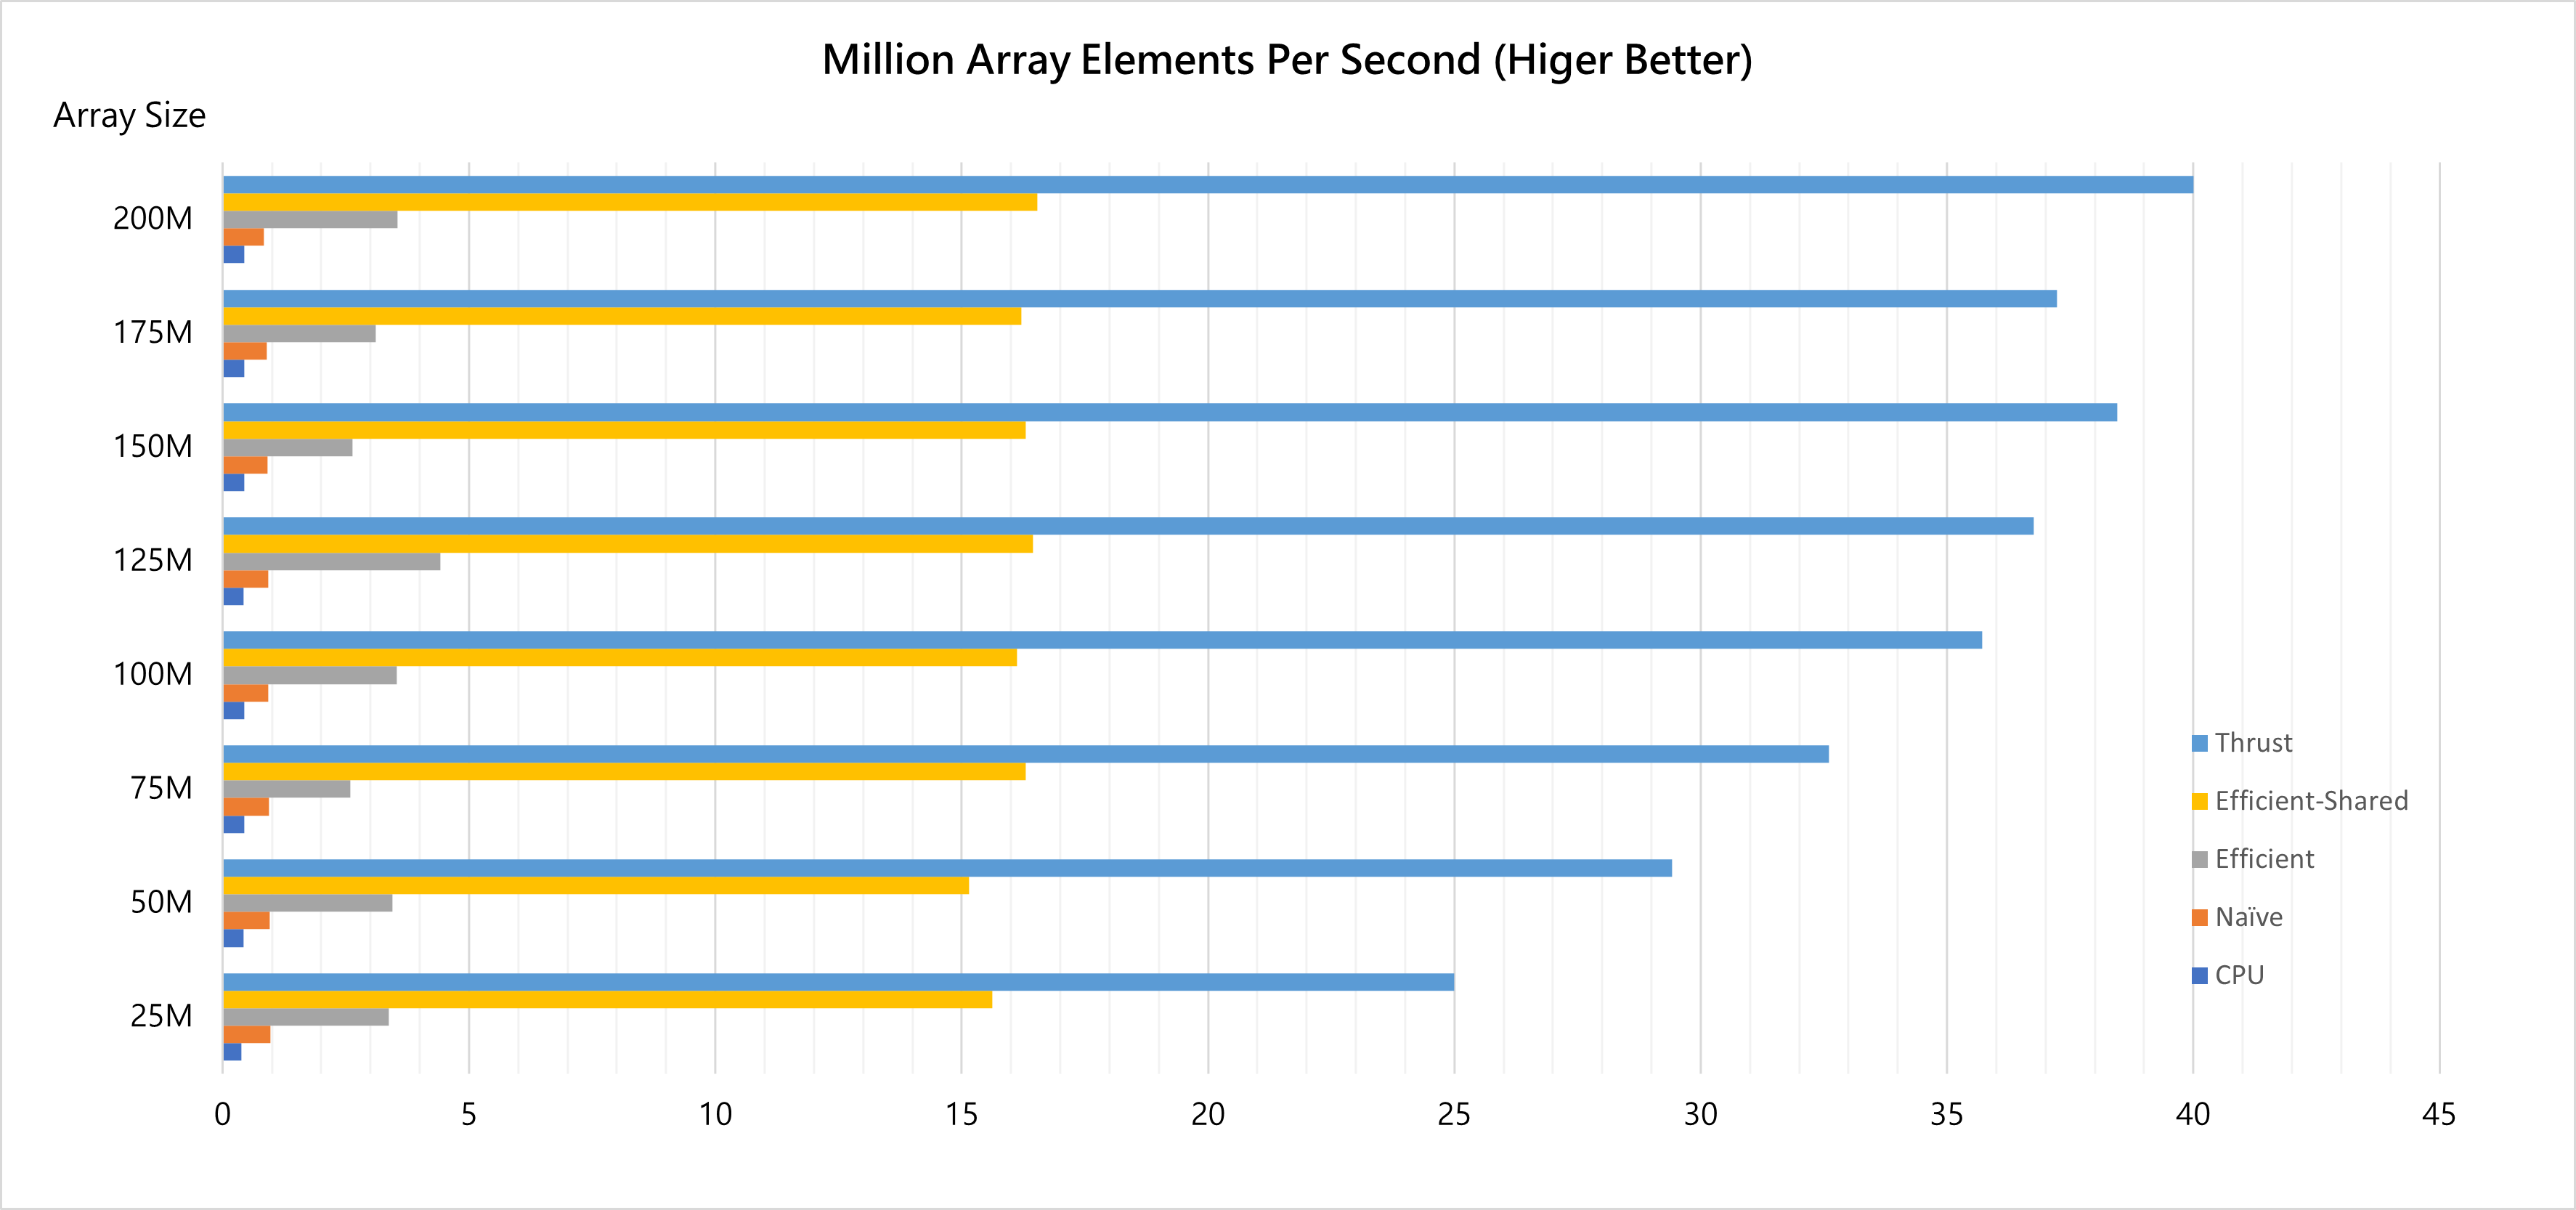 Million Array Elements Per Second (Higer Better)
Array Size
200M
175M
150M
125M
100M
75M
50M
25M
Thrust
Efficient-Shared
Efficient
Naïve
CPU
0 5 10 15 20 25 30 35 40 45